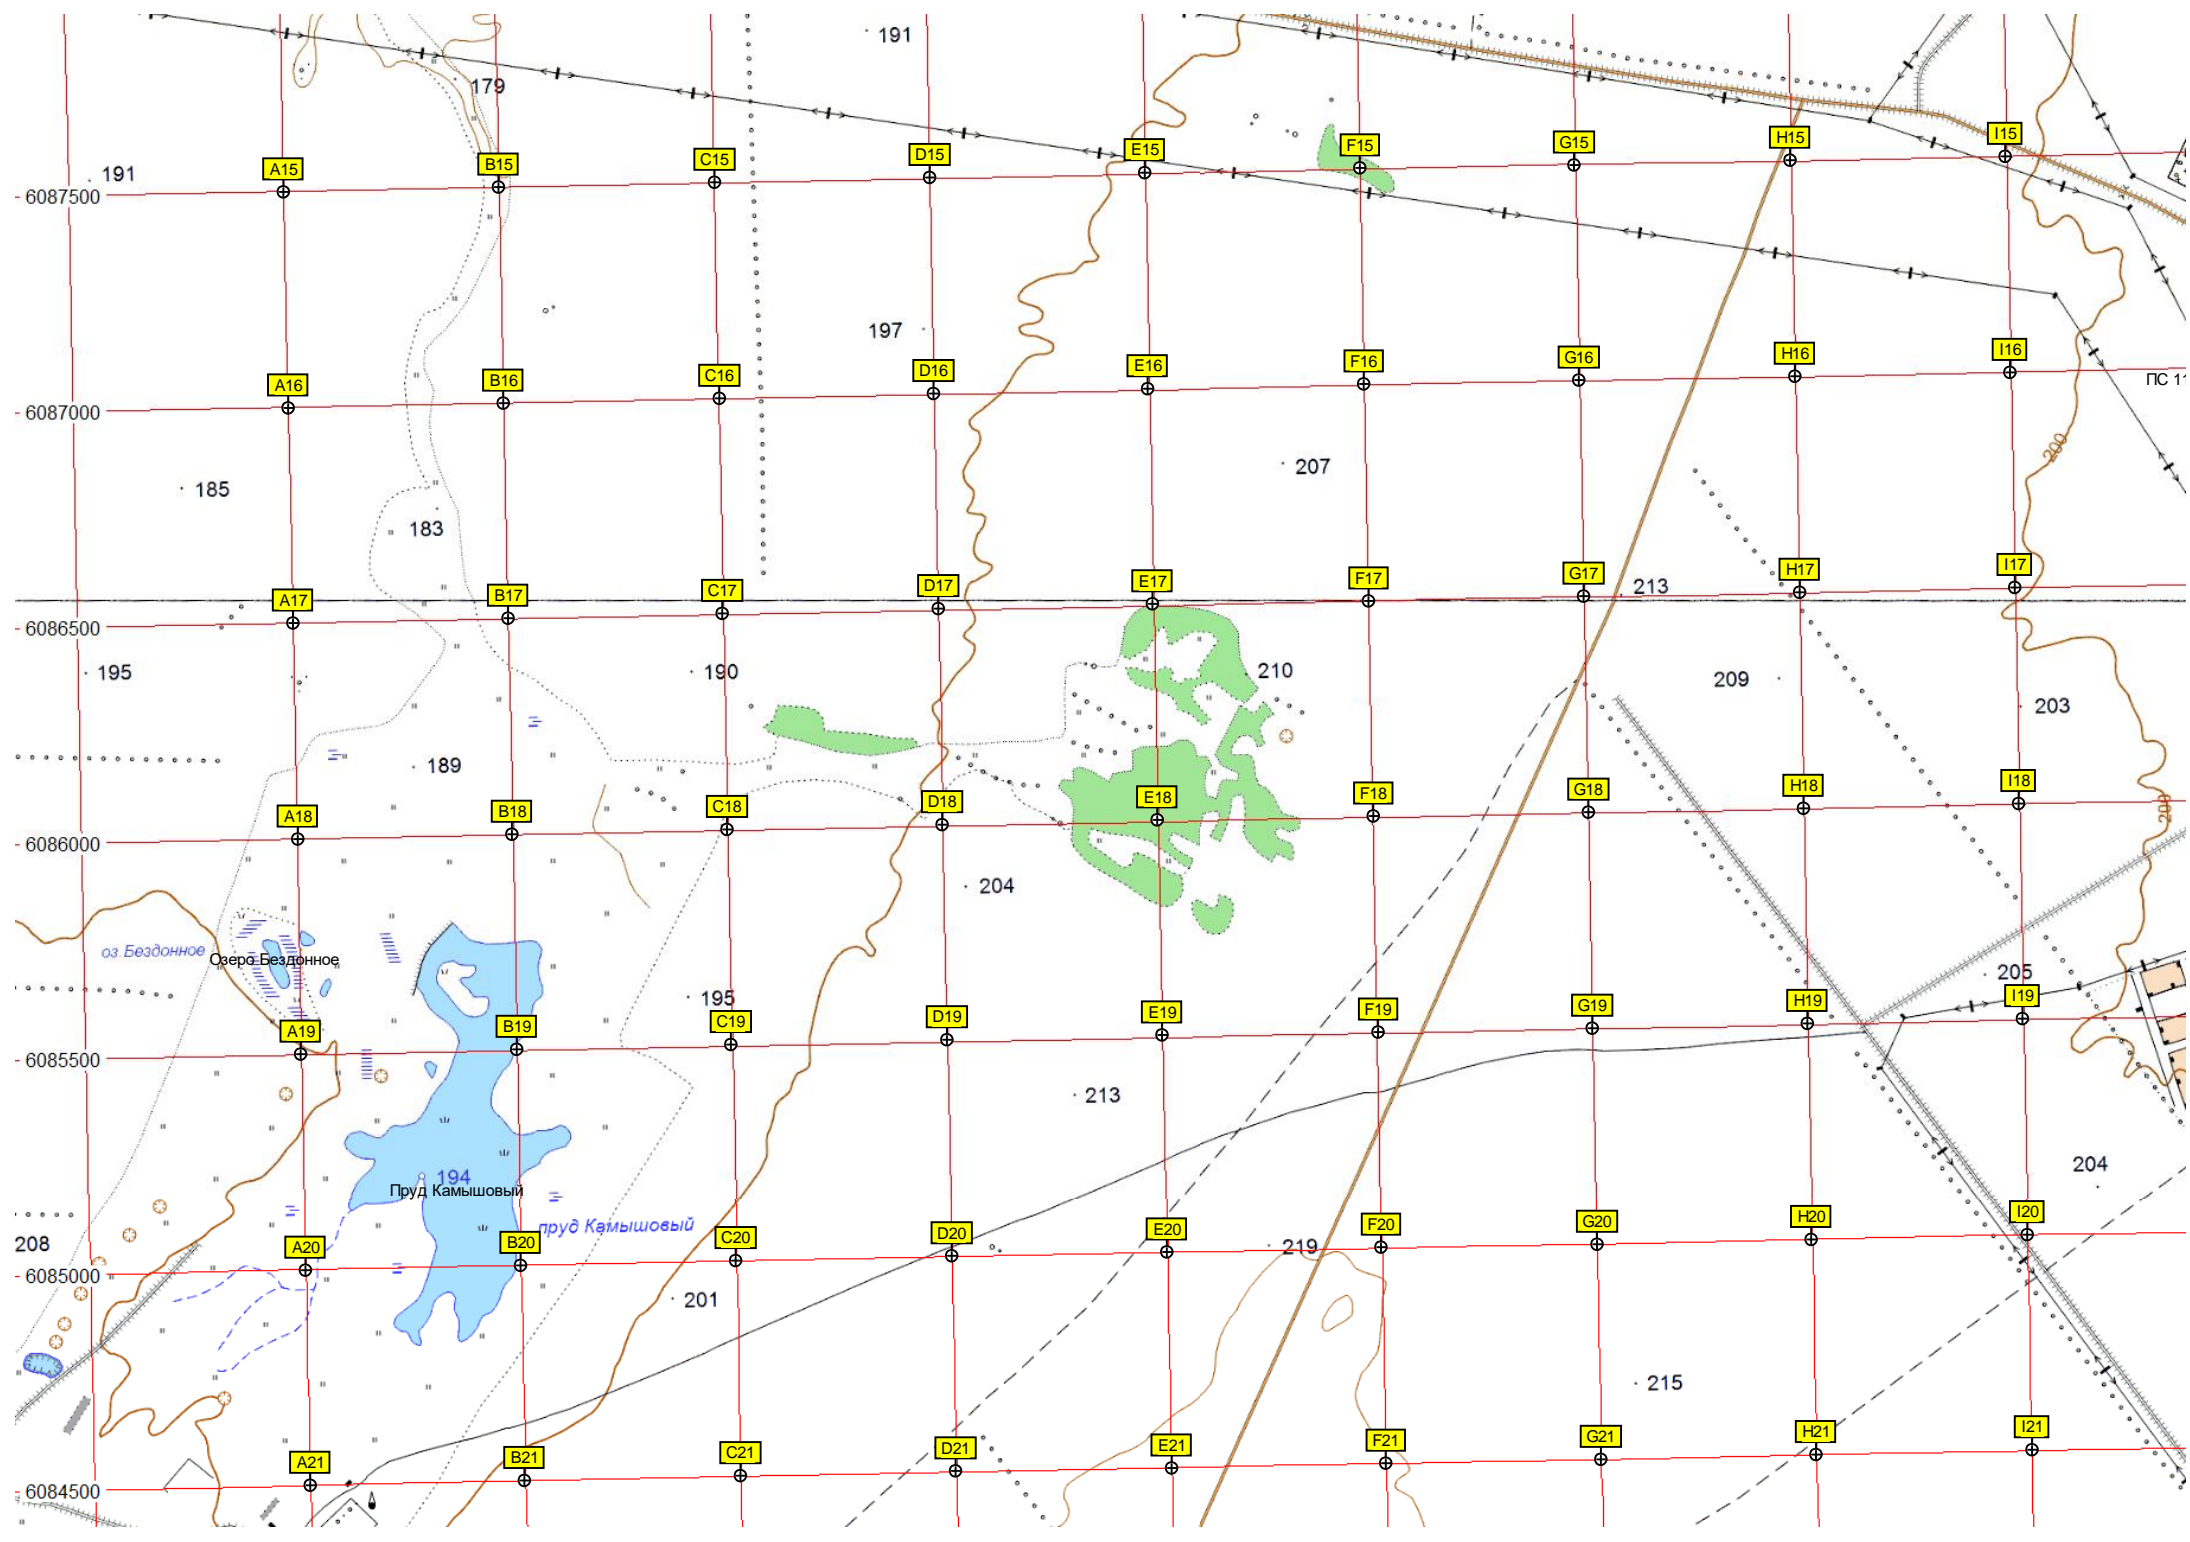 191
179
191
A15
B15
C15
D15
E15
F15
G15
H15
I15
6087500
197
A16
B16
C16
D16
E16
F16
G16
H16
I16
ПС 11
6087000
200
207
185
183
A17
B17
C17
D17
E17
F17
G17
H17
I17
213
6086500
195
190
210
209
203
189
A18
B18
C18
D18
E18
F18
G18
H18
I18
200
6086000
204
оз.Бездонное
Озеро Бездонное
195
205
A19
B19
C19
D19
E19
F19
G19
H19
I19
6085500
213
204
194
Пруд Камышовый
пруд Камышовый
208
A20
B20
C20
D20
E20
F20
G20
H20
I20
219
6085000
201
215
A21
B21
C21
D21
E21
F21
G21
H21
I21
6084500